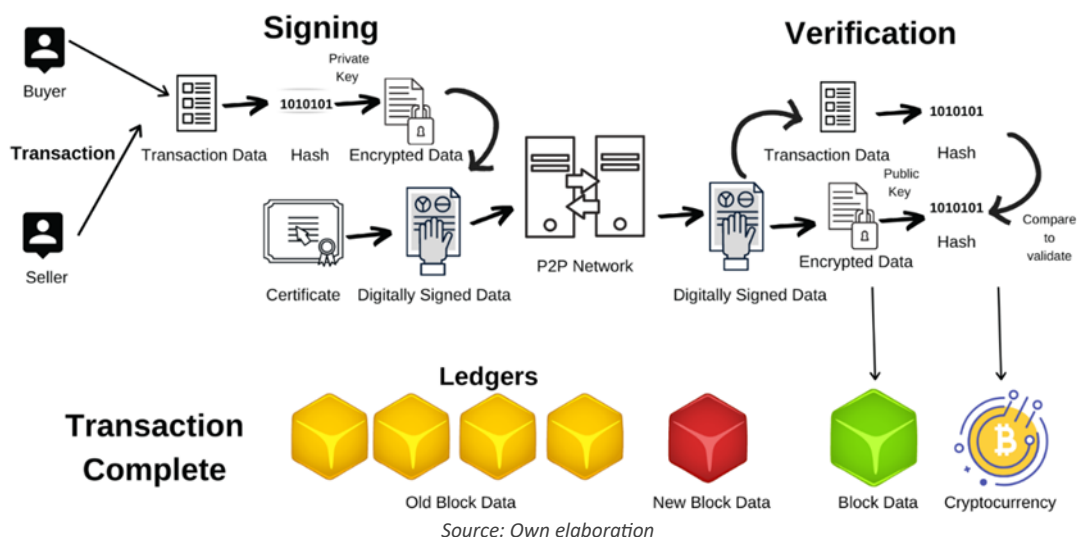 Signing
Verification
Buyer
Private
Key
1010101
1010101
Transaction
Transaction Data
Hash
Encrypted Data
Transaction Data
Hash
Public
Key
1010101
Hash
Compare
to
validate
Seller
Certificate
Digitally Signed Data
P2P Network
Digitally Signed Data
Encrypted Data
Ledgers
Transaction
Complete
Old Block Data
New Block Data
Block Data
Cryptocurrency
Source: Own elaboration